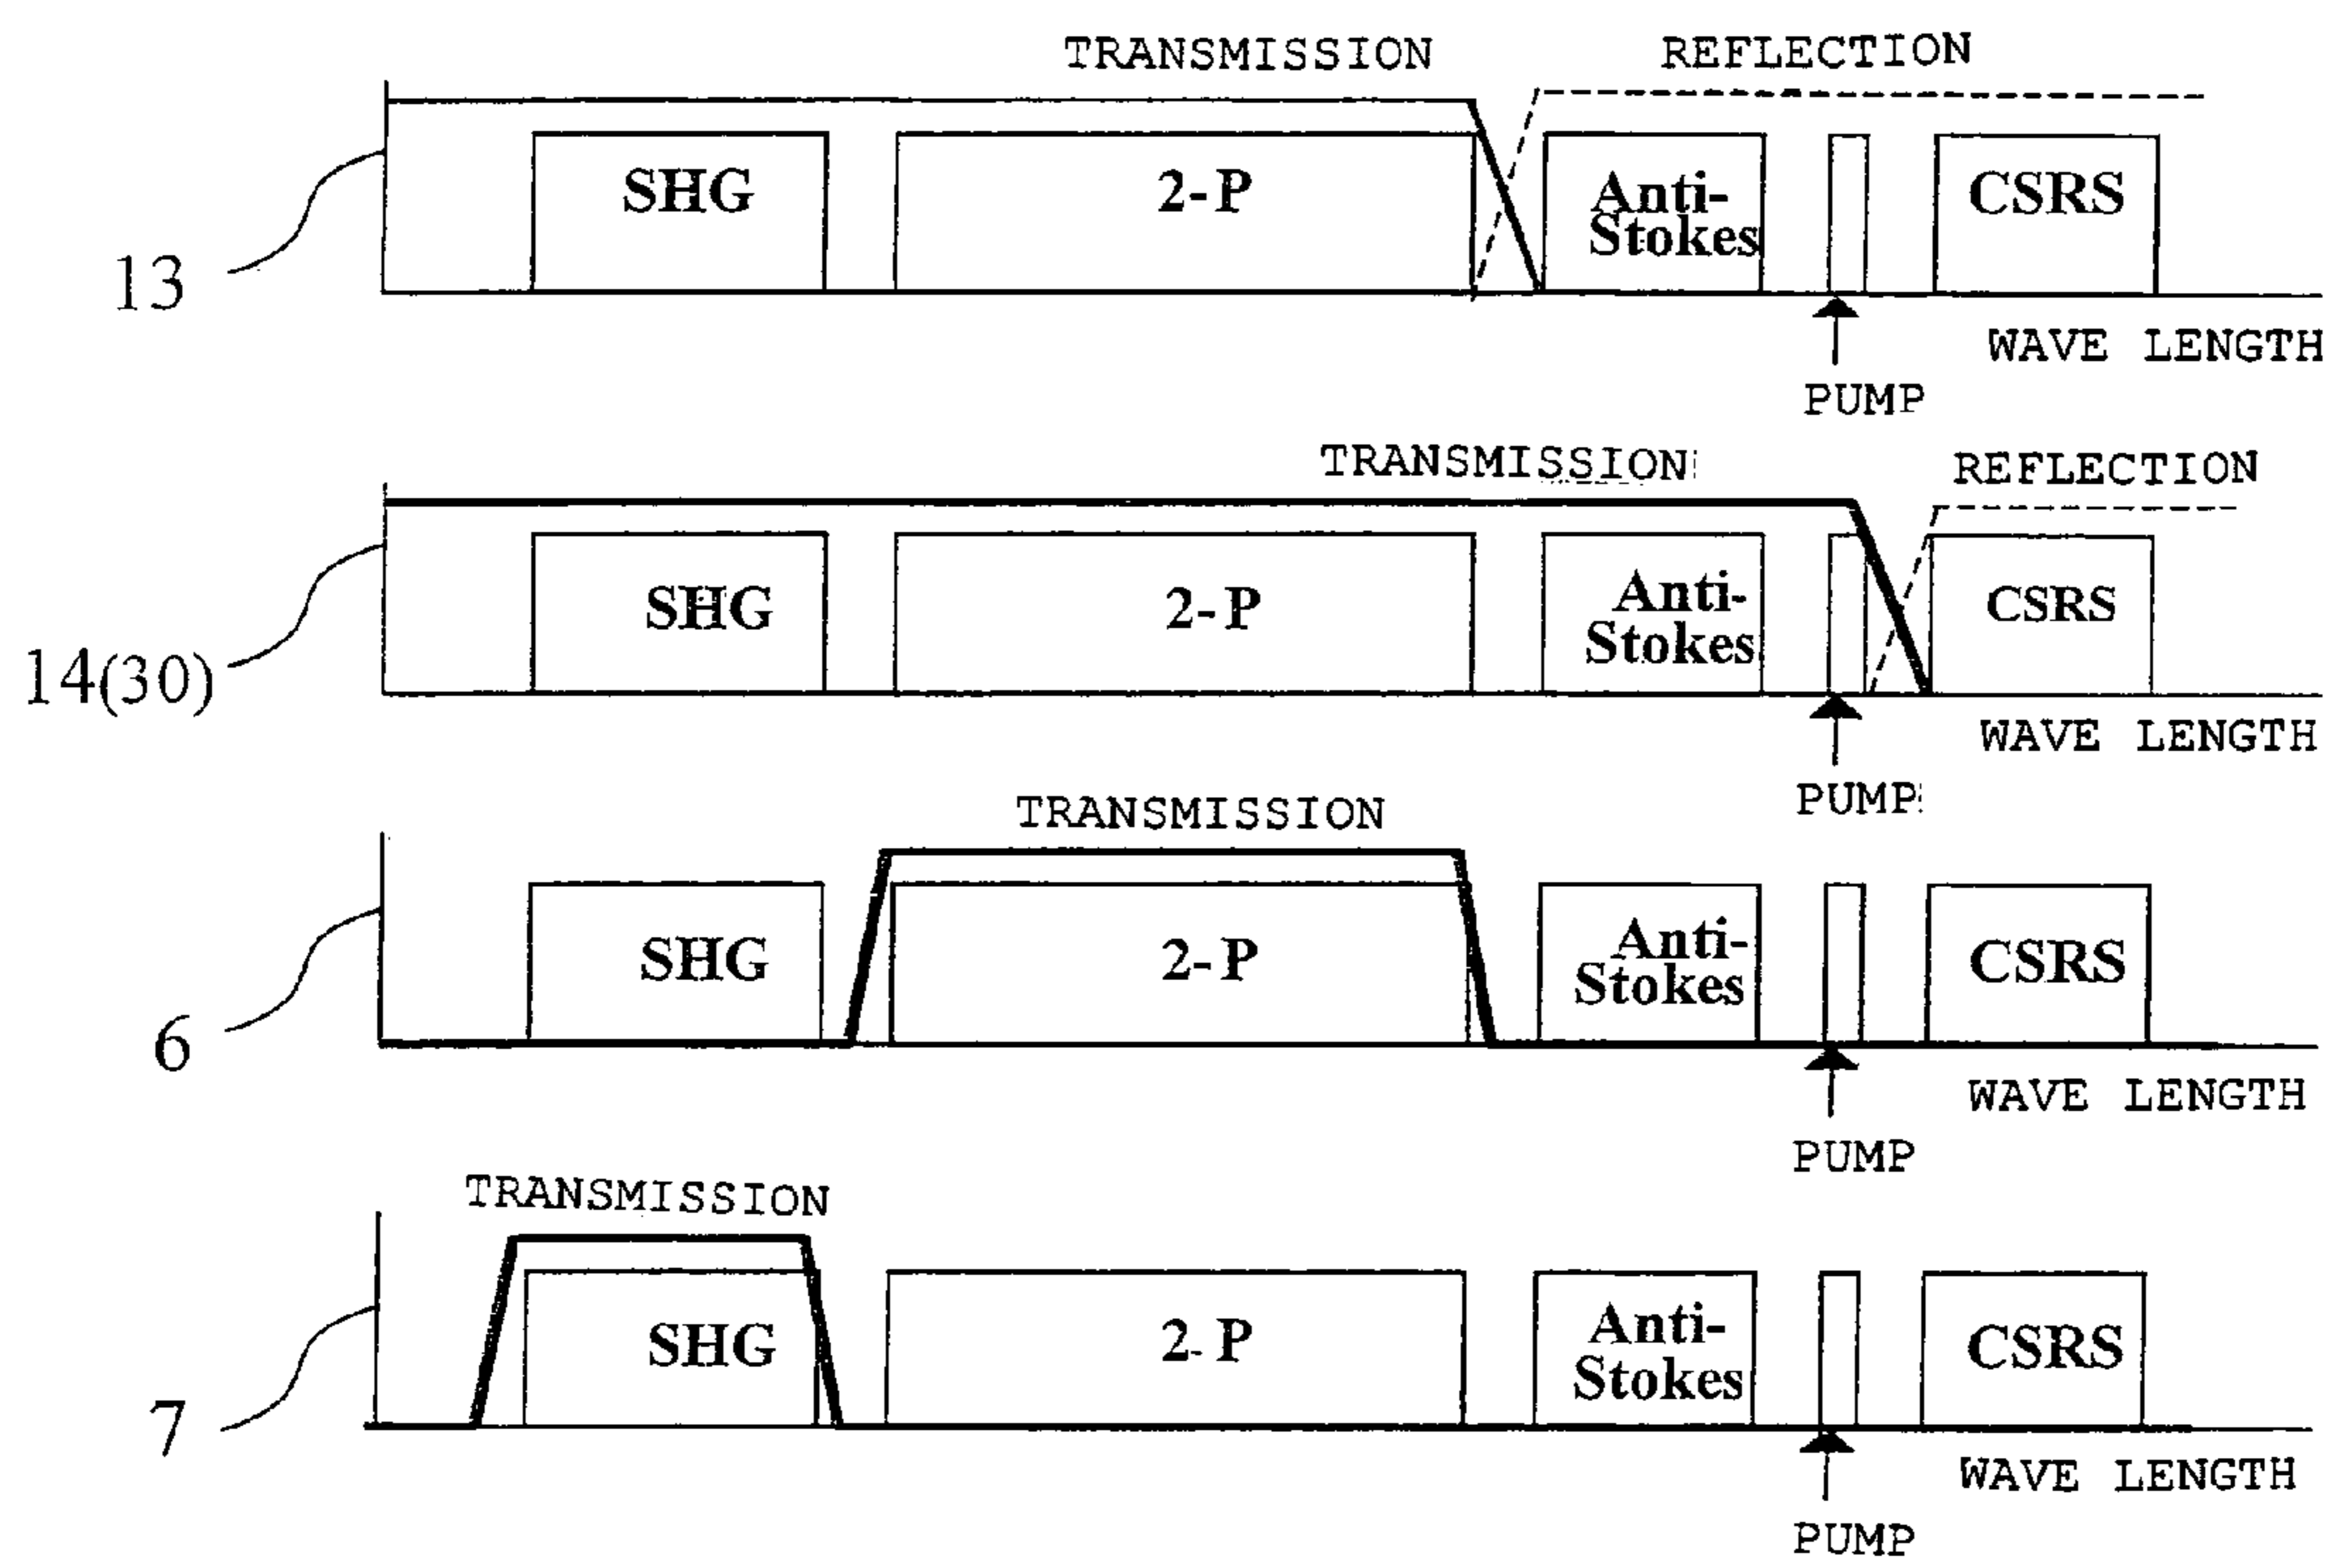 TRANSMISSION REFLECTION
SHG 2-P Anti-Stokes CSRS
13
WAVE LENGTH
PUMP
TRANSMISSION REFLECTION
SHG 2-P Anti-Stokes CSRS
14(30)
WAVE LENGTH
PUMP
TRANSMISSION
SHG 2-P Anti-Stokes CSRS
6
WAVE LENGTH
PUMP
TRANSMISSION
SHG 2-P Anti-Stokes CSRS
7
WAVE LENGTH
PUMP